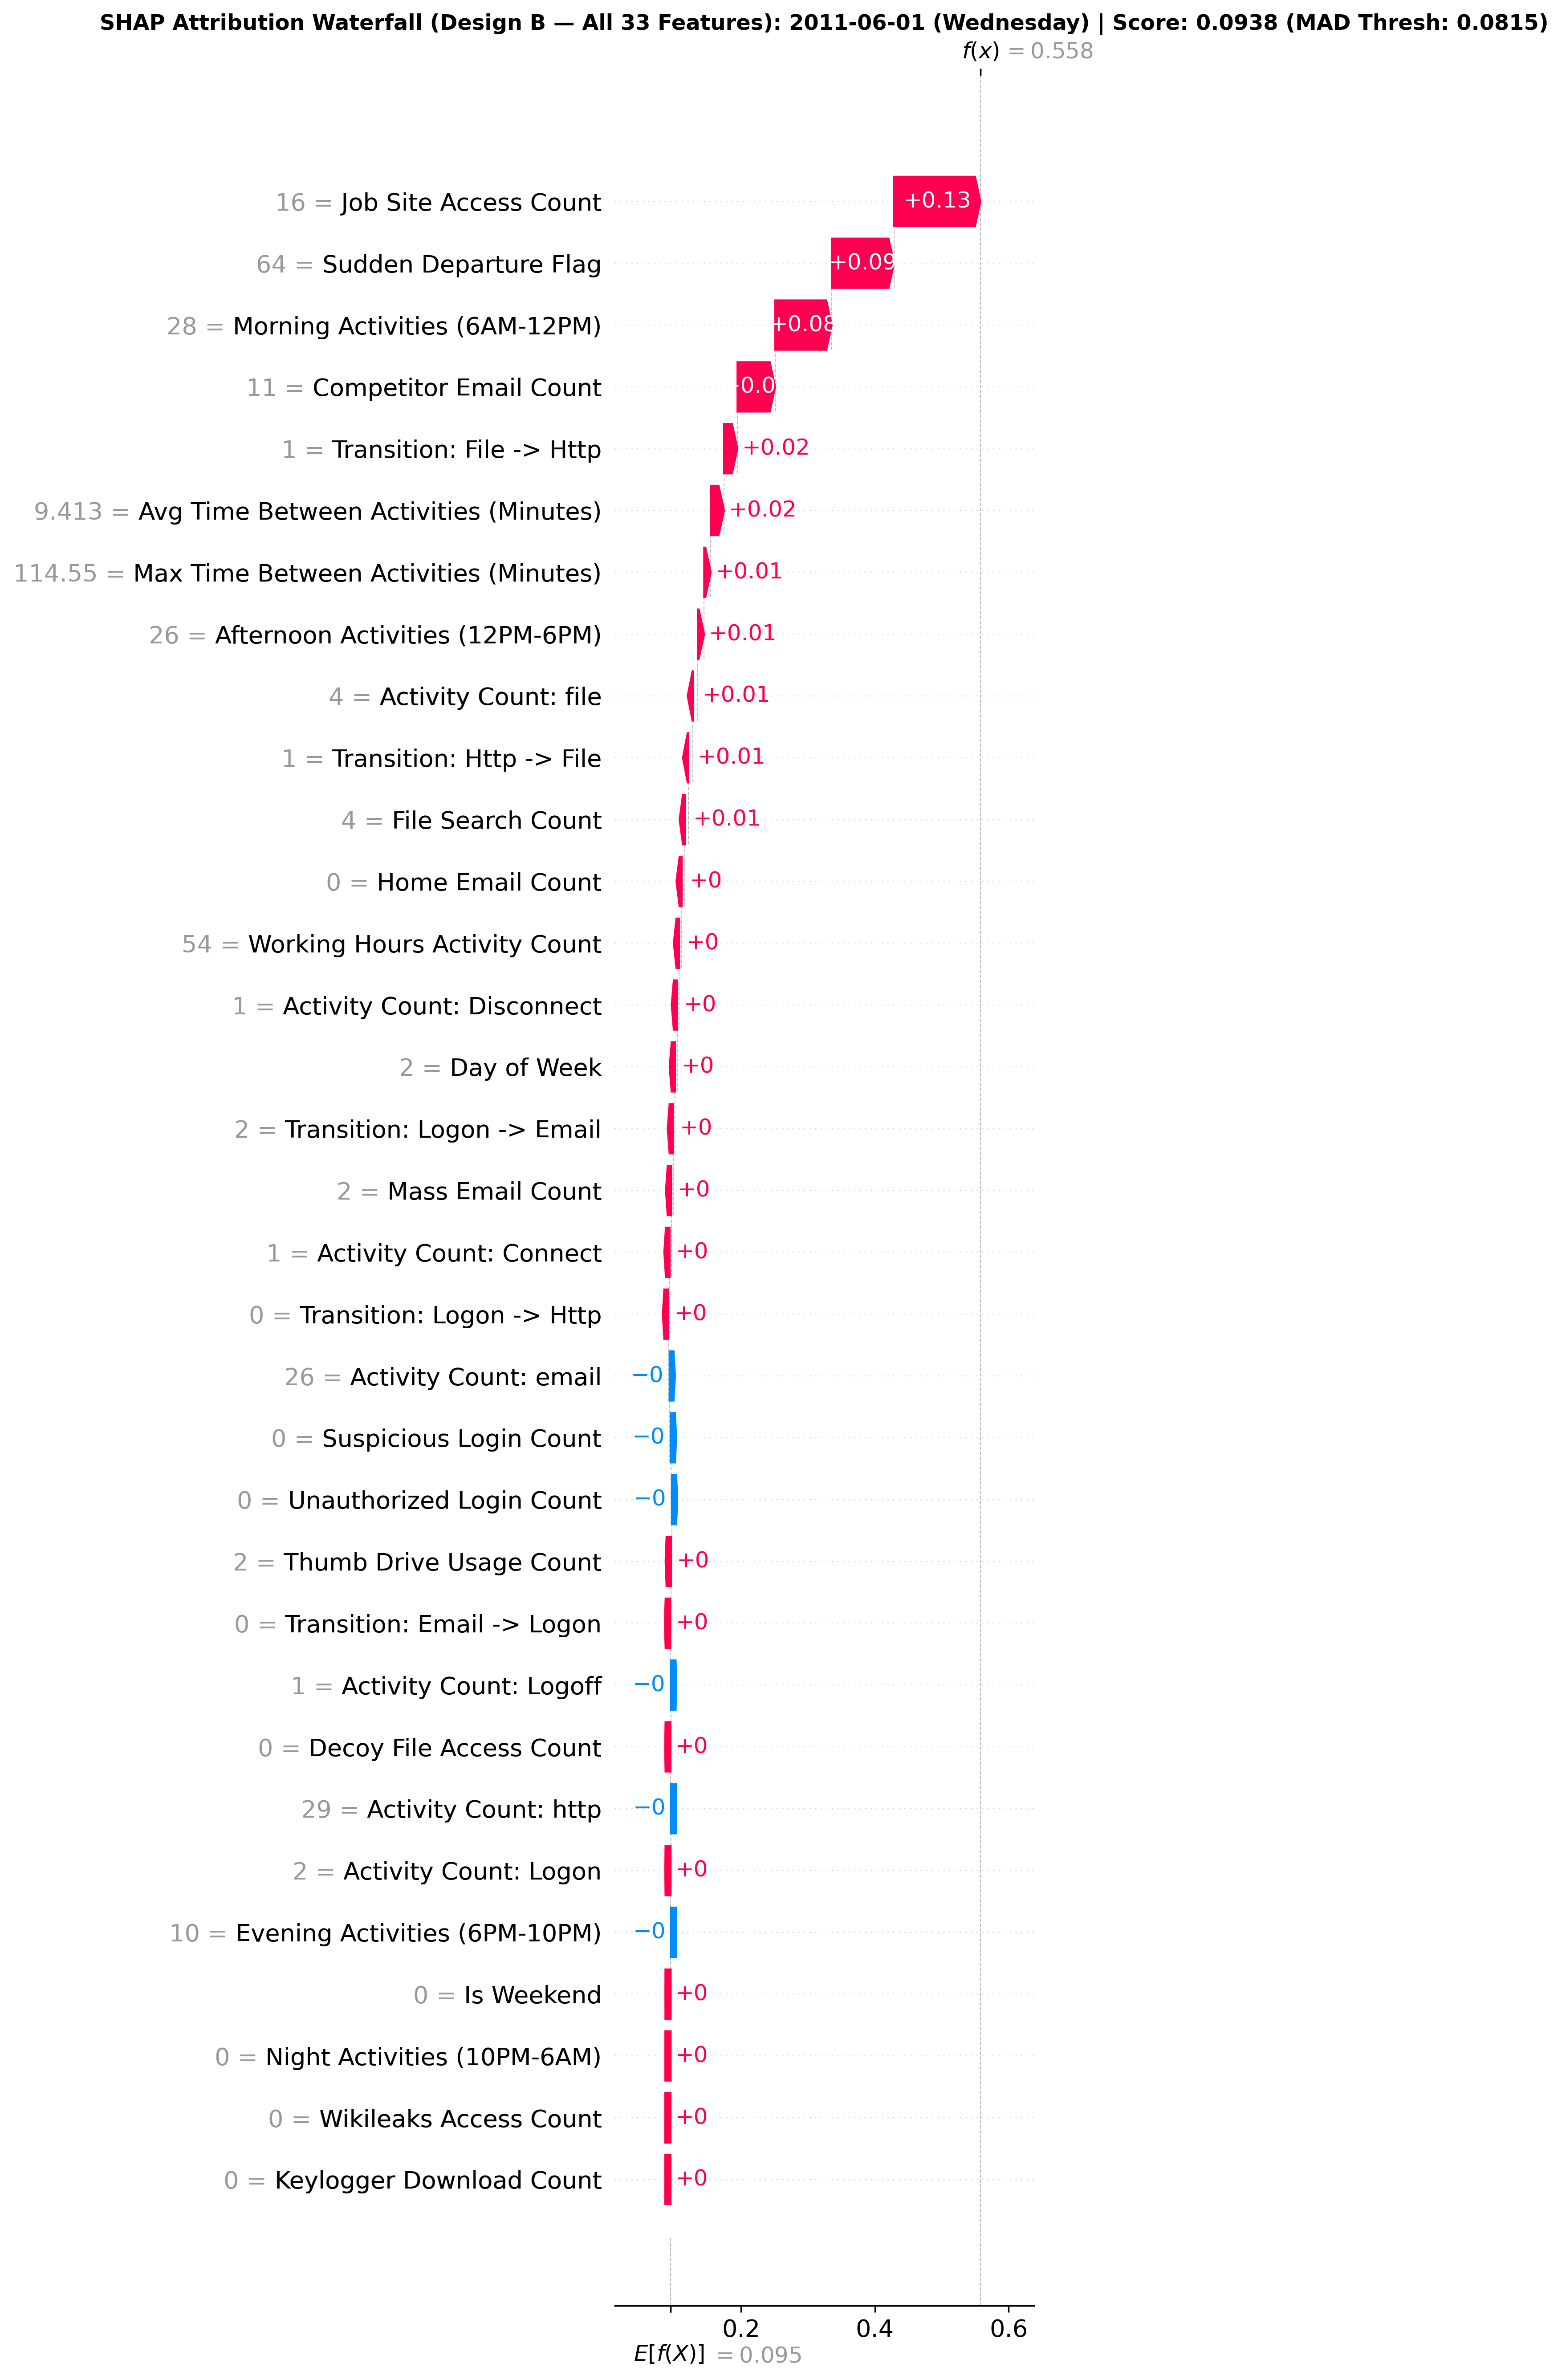 SHAP Attribution Waterfall (Design B — All 33 Features): 2011-06-01 (Wednesday) | Score: 0.0938 (MAD Thresh: 0.0815)
f(x) = 0.558
16 = Job Site Access Count +0.13
64 = Sudden Departure Flag +0.09
28 = Morning Activities (6AM-12PM) +0.08
11 = Competitor Email Count
1 = Transition: File -> Http +0.02
9.413 = Avg Time Between Activities (Minutes) +0.02
114.55 = Max Time Between Activities (Minutes) +0.01
26 = Afternoon Activities (12PM-6PM) +0.01
4 = Activity Count: file +0.01
1 = Transition: Http -> File +0.01
4 = File Search Count +0.01
0 = Home Email Count +0
54 = Working Hours Activity Count +0
1 = Activity Count: Disconnect +0
2 = Day of Week +0
2 = Transition: Logon -> Email +0
2 = Mass Email Count +0
1 = Activity Count: Connect +0
0 = Transition: Logon -> Http +0
26 = Activity Count: email −0
0 = Suspicious Login Count −0
0 = Unauthorized Login Count −0
2 = Thumb Drive Usage Count +0
0 = Transition: Email -> Logon +0
1 = Activity Count: Logoff −0
0 = Decoy File Access Count +0
29 = Activity Count: http −0
2 = Activity Count: Logon +0
10 = Evening Activities (6PM-10PM) −0
0 = Is Weekend +0
0 = Night Activities (10PM-6AM) +0
0 = Wikileaks Access Count +0
0 = Keylogger Download Count +0
0.2 0.4 0.6
E[f(X)] = 0.095